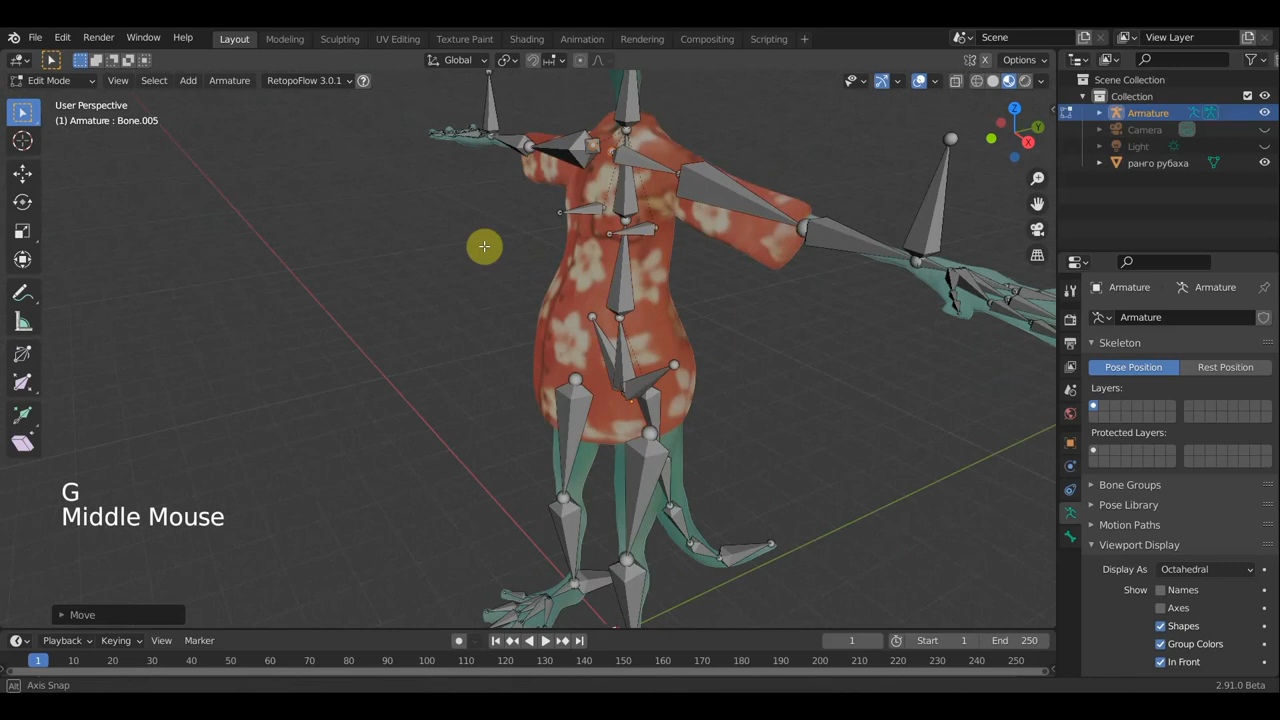 File Edit Render Window Help Layout Modeling Sculpting UV Editing Texture Paint Shading Animation Rendering Compositing Scripting + Scene View Layer
Global Options
Edit Mode View Select Add Armature RetopoFlow 3.0.1 ?
User Perspective
(1) Armature : Bone.005
Z
Y
X
Scene Collection
Collection
Armature
Camera
Light
ранго рубаха
Armature Armature
Armature
Skeleton
Pose Position Rest Position
Layers:
Protected Layers:
Bone Groups
Pose Library
Motion Paths
Viewport Display
Display As Octahedral
Show Names
Axes
Shapes
Group Colors
In Front
G
Middle Mouse
Move
Playback Keying View Marker 1 Start 1 End 250
1 10 20 30 40 50 60 70 80 90 100 110 120 130 140 150 160 170 180 190 200 210 220 230 240 250
Alt Axis Snap 2.91.0 Beta